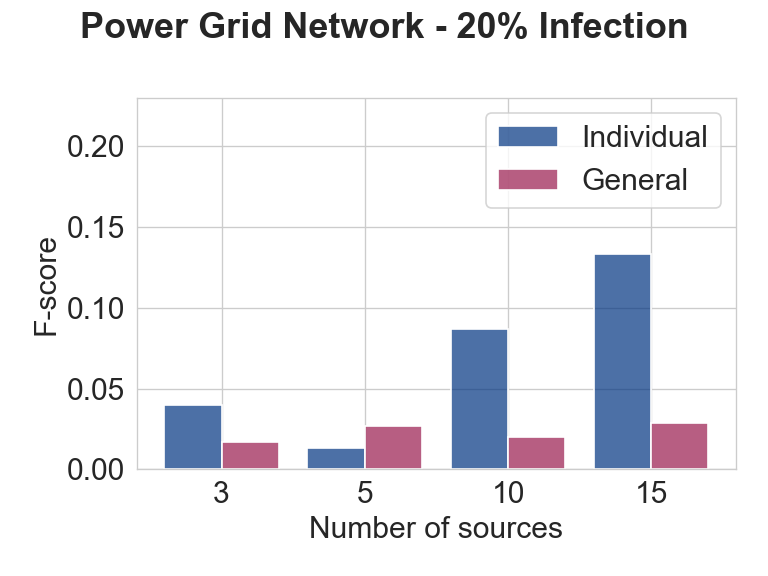 Power Grid Network - 20% Infection
Individual
General
0.20
0.15
0.10
0.05
0.00
F-score
3 5 10 15
Number of sources